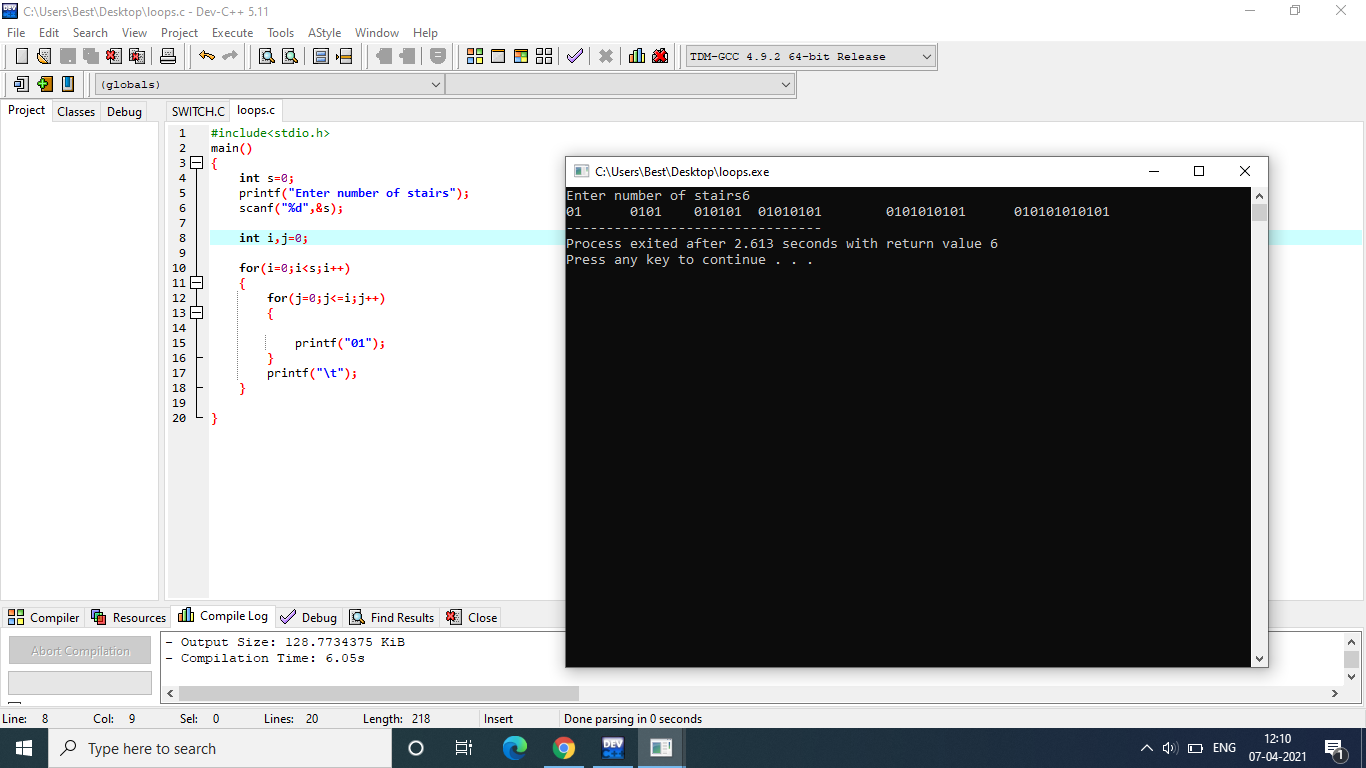 C:\Users\Best\Desktop\loops.c - Dev-C++ 5.11
File Edit Search View Project Execute Tools AStyle Window Help
TDM-GCC 4.9.2 64-bit Release
(globals)
Project Classes Debug
SWITCH.C loops.c
1 #include<stdio.h>
2 main()
3 {
4 int s=0;
5 printf("Enter number of stairs");
6 scanf("%d",&s);
7
8 int i,j=0;
9
10 for(i=0;i<s;i++)
11 {
12 for(j=0;j<=i;j++)
13 {
14
15 printf("01");
16 }
17 printf("\t");
18 }
19
20 }
C:\Users\Best\Desktop\loops.exe
Enter number of stairs6
01 0101 010101 01010101 0101010101 010101010101
--------------------------------
Process exited after 2.613 seconds with return value 6
Press any key to continue . . .
Compiler Resources Compile Log Debug Find Results Close
Abort Compilation
- Output Size: 128.7734375 KiB
- Compilation Time: 6.05s
Line: 8 Col: 9 Sel: 0 Lines: 20 Length: 218 Insert Done parsing in 0 seconds
Type here to search
DEV C++
ENG
12:10
07-04-2021
1